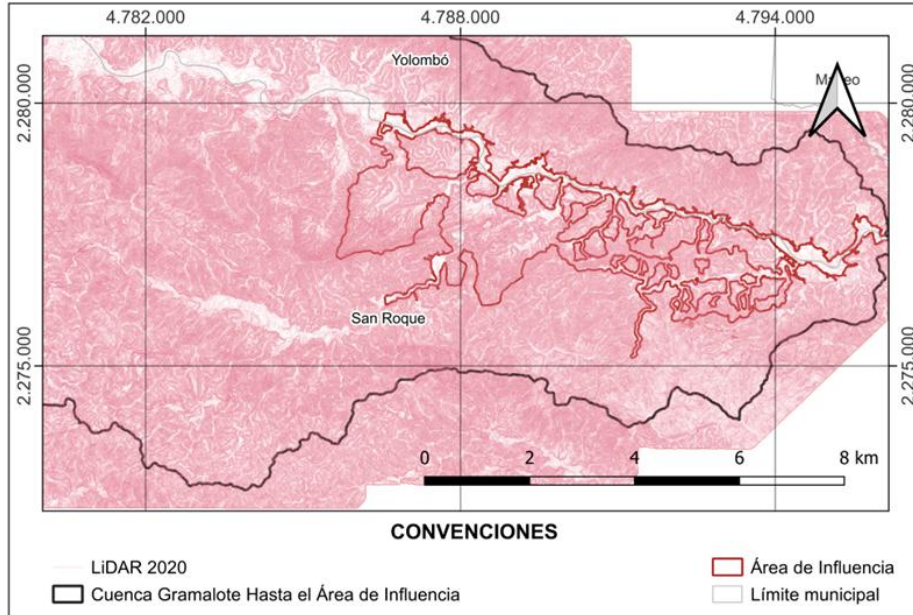 4.782.000 4.788.000 4.794.000
Yolombó
2.280.000 2.280.000
San Roque
2.275.000 2.275.000
0 2 4 6 8 km
CONVENCIONES
LiDAR 2020 Área de Influencia
Cuenca Gramalote Hasta el Área de Influencia Límite municipal